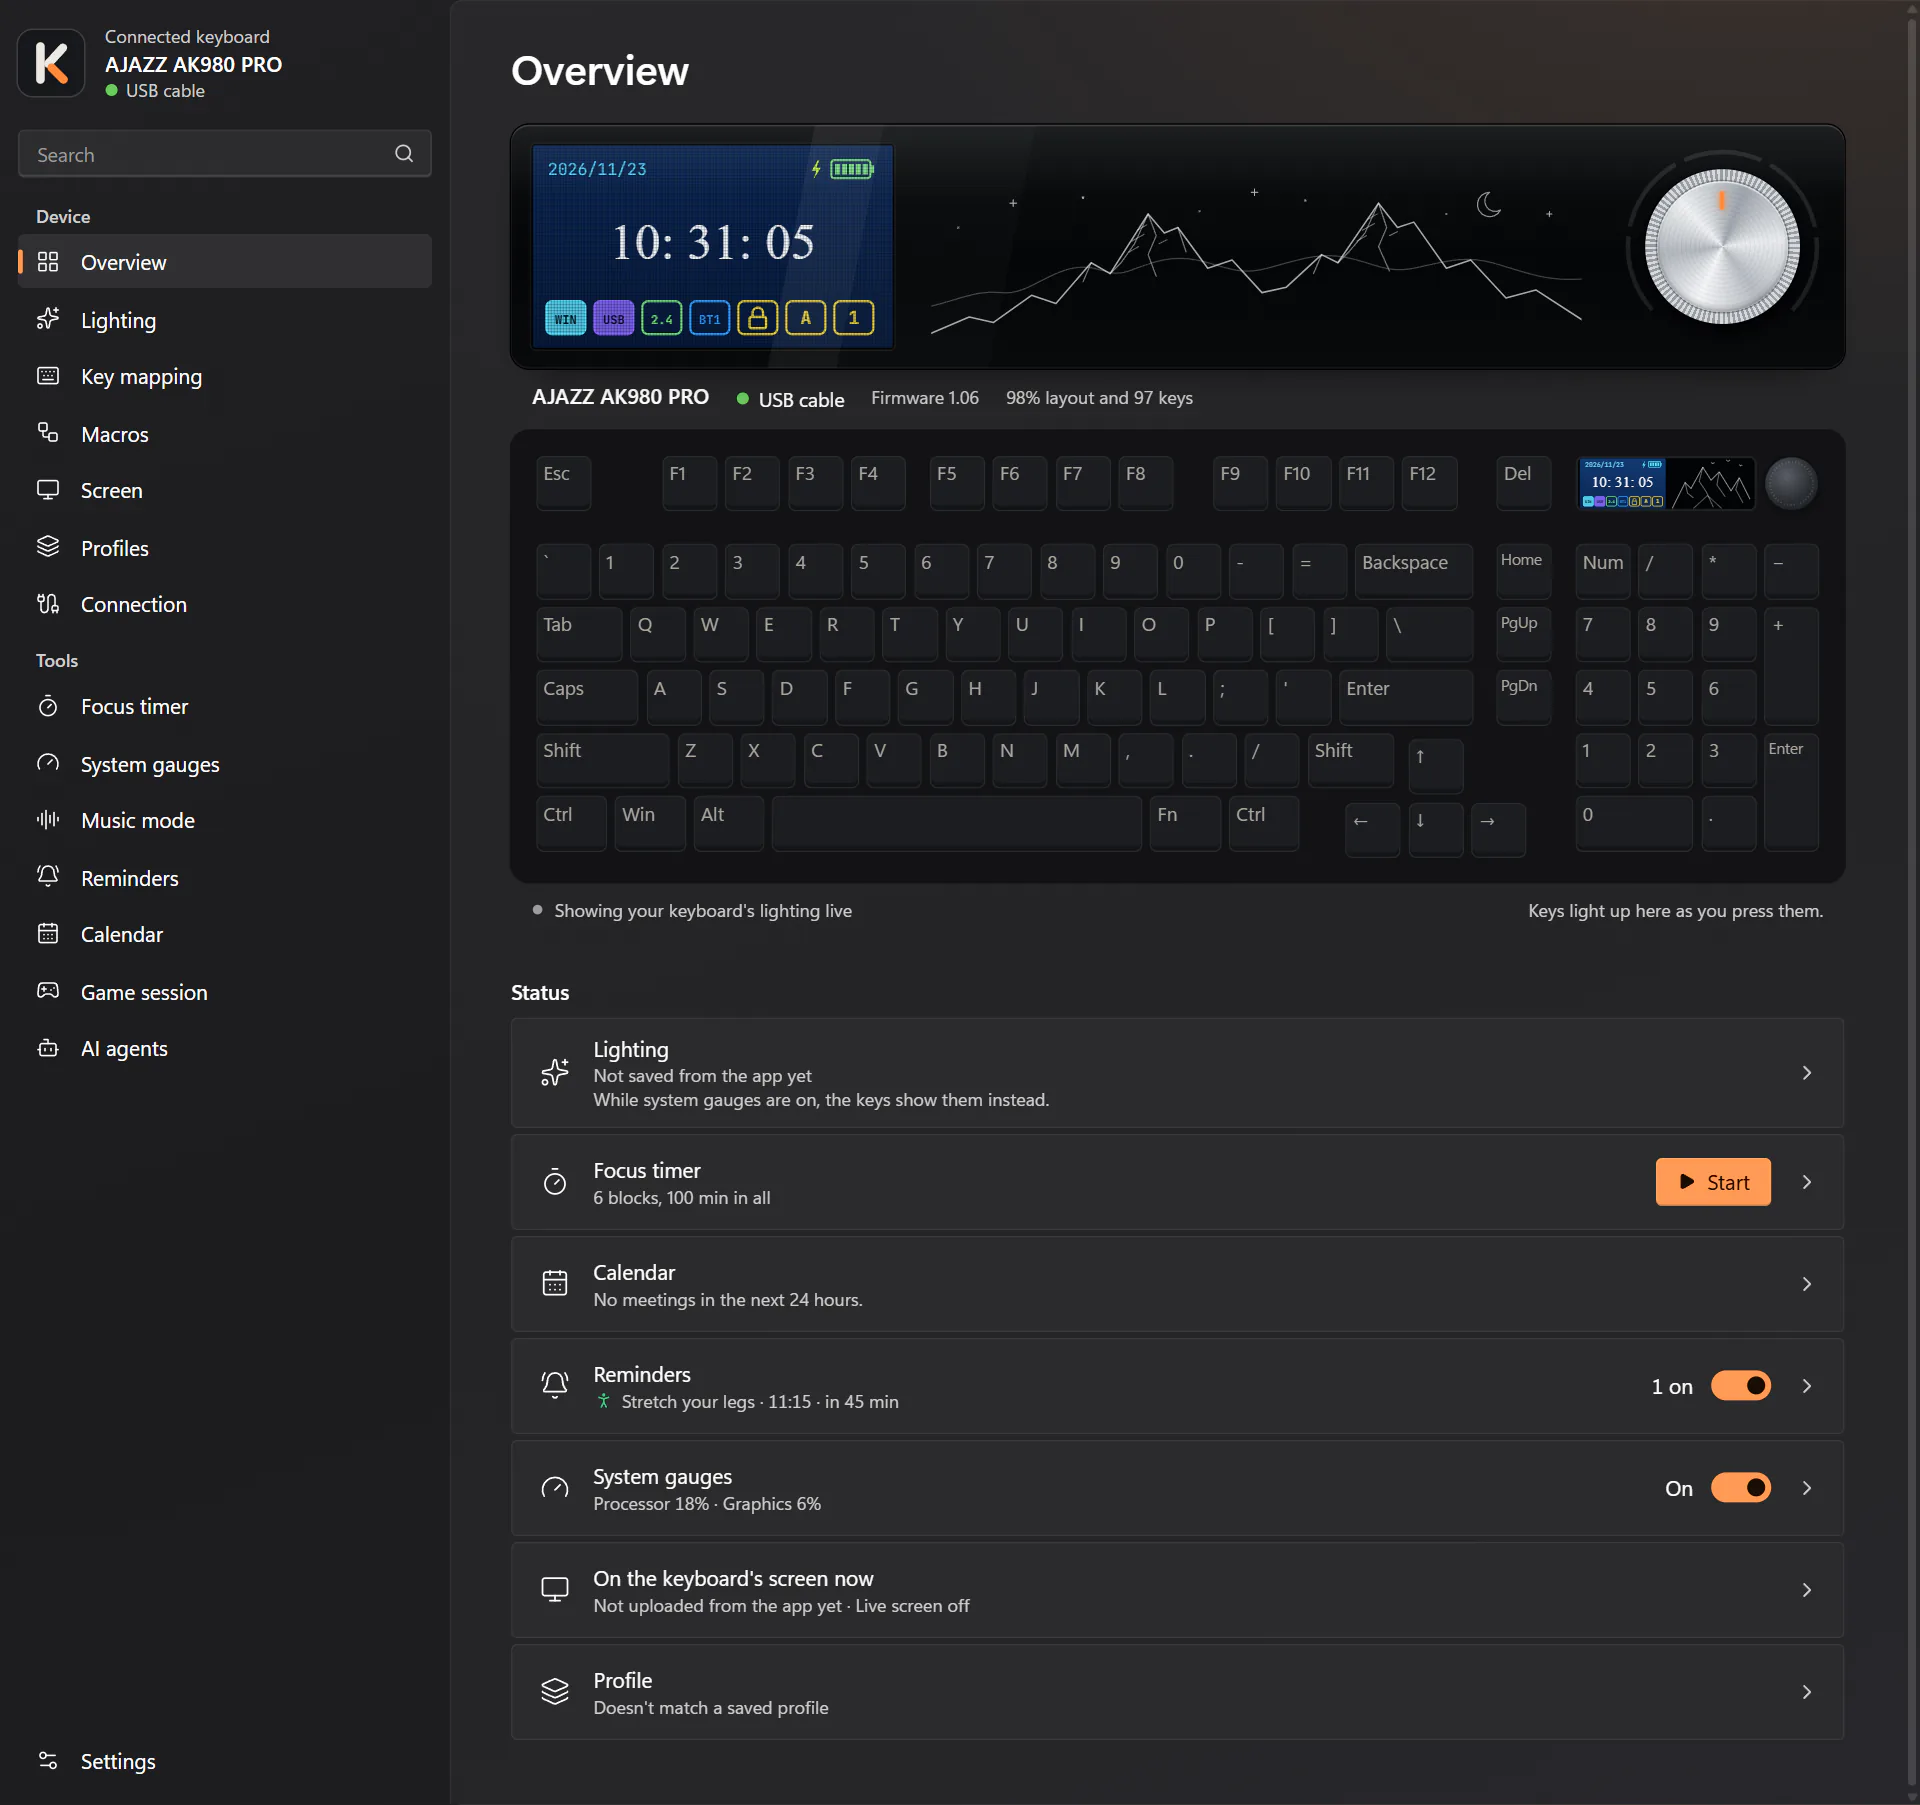 Connected keyboard
AJAZZ AK980 PRO
USB cable
Search
Device
Overview
Lighting
Key mapping
Macros
Screen
Profiles
Connection
Tools
Focus timer
System gauges
Music mode
Reminders
Calendar
Game session
AI agents
Settings
Overview
2026/11/23
10: 31: 05
WIN USB 2.4 BT1 A 1
AJAZZ AK980 PRO USB cable Firmware 1.06 98% layout and 97 keys
Esc F1 F2 F3 F4 F5 F6 F7 F8 F9 F10 F11 F12 Del
2026/11/23
10: 31: 05
` 1 2 3 4 5 6 7 8 9 0 - = Backspace Home Num / * −
Tab Q W E R T Y U I O P [ ] \ PgUp 7 8 9 +
Caps A S D F G H J K L ; ' Enter PgDn 4 5 6
Shift Z X C V B N M , . / Shift ↑ 1 2 3 Enter
Ctrl Win Alt Fn Ctrl ← ↓ → 0 .
Showing your keyboard's lighting live
Keys light up here as you press them.
Status
Lighting
Not saved from the app yet
While system gauges are on, the keys show them instead.
Focus timer
6 blocks, 100 min in all
Start
Calendar
No meetings in the next 24 hours.
Reminders
Stretch your legs · 11:15 · in 45 min
1 on
System gauges
Processor 18% · Graphics 6%
On
On the keyboard's screen now
Not uploaded from the app yet · Live screen off
Profile
Doesn't match a saved profile